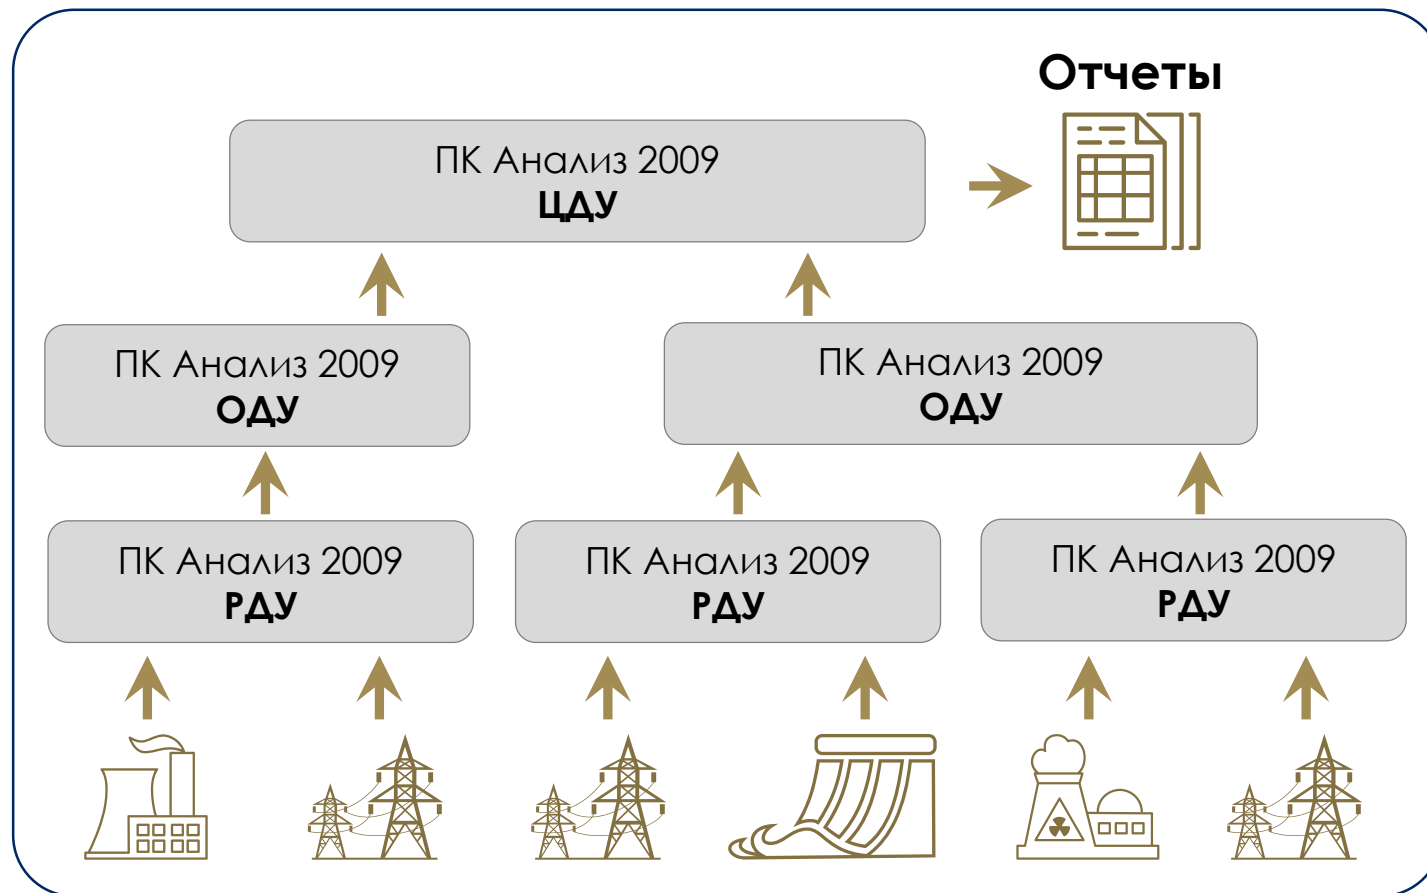 Отчеты
ПК Анализ 2009
ЦДУ
ПК Анализ 2009
ОДУ
ПК Анализ 2009
ОДУ
ПК Анализ 2009
РДУ
ПК Анализ 2009
РДУ
ПК Анализ 2009
РДУ